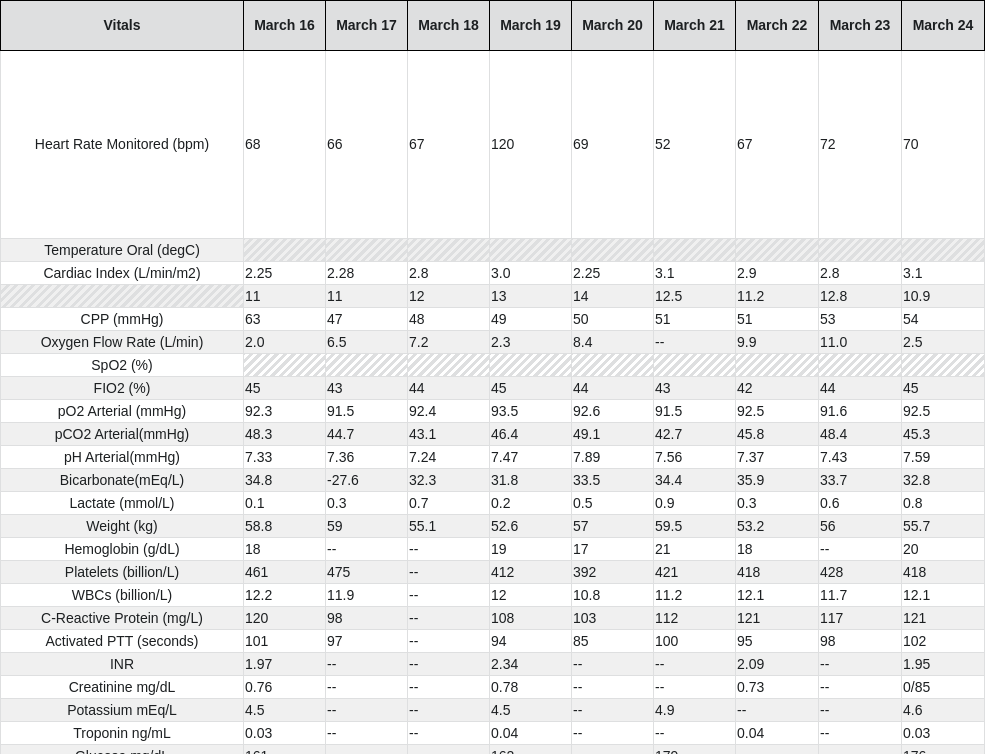 Vitals March 16 March 17 March 18 March 19 March 20 March 21 March 22 March 23 March 24
Heart Rate Monitored (bpm) 68 66 67 120 69 52 67 72 70
Temperature Oral (degC)
Cardiac Index (L/min/m2) 2.25 2.28 2.8 3.0 2.25 3.1 2.9 2.8 3.1
11 11 12 13 14 12.5 11.2 12.8 10.9
CPP (mmHg) 63 47 48 49 50 51 51 53 54
Oxygen Flow Rate (L/min) 2.0 6.5 7.2 2.3 8.4 -- 9.9 11.0 2.5
SpO2 (%)
FIO2 (%) 45 43 44 45 44 43 42 44 45
pO2 Arterial (mmHg) 92.3 91.5 92.4 93.5 92.6 91.5 92.5 91.6 92.5
pCO2 Arterial(mmHg) 48.3 44.7 43.1 46.4 49.1 42.7 45.8 48.4 45.3
pH Arterial(mmHg) 7.33 7.36 7.24 7.47 7.89 7.56 7.37 7.43 7.59
Bicarbonate(mEq/L) 34.8 -27.6 32.3 31.8 33.5 34.4 35.9 33.7 32.8
Lactate (mmol/L) 0.1 0.3 0.7 0.2 0.5 0.9 0.3 0.6 0.8
Weight (kg) 58.8 59 55.1 52.6 57 59.5 53.2 56 55.7
Hemoglobin (g/dL) 18 -- -- 19 17 21 18 -- 20
Platelets (billion/L) 461 475 -- 412 392 421 418 428 418
WBCs (billion/L) 12.2 11.9 -- 12 10.8 11.2 12.1 11.7 12.1
C-Reactive Protein (mg/L) 120 98 -- 108 103 112 121 117 121
Activated PTT (seconds) 101 97 -- 94 85 100 95 98 102
INR 1.97 -- -- 2.34 -- -- 2.09 -- 1.95
Creatinine mg/dL 0.76 -- -- 0.78 -- -- 0.73 -- 0/85
Potassium mEq/L 4.5 -- -- 4.5 -- 4.9 -- -- 4.6
Troponin ng/mL 0.03 -- -- 0.04 -- -- 0.04 -- 0.03